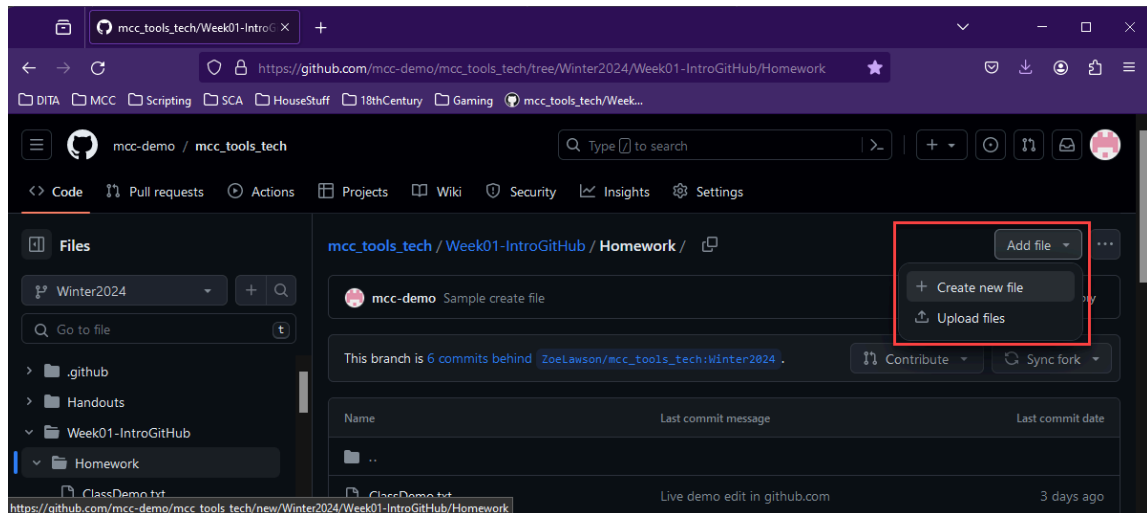 mcc_tools_tech/Week01-IntroG
https://github.com/mcc-demo/mcc_tools_tech/tree/Winter2024/Week01-IntroGitHub/Homework
DITA MCC Scripting SCA HouseStuff 18thCentury Gaming mcc_tools/tech/Week...
mcc-demo / mcc_tools_tech
Type / to search
Code Pull requests Actions Projects Wiki Security Insights Settings
Files
mcc_tools_tech / Week01-IntroGitHub / Homework /
Add file
Winter2024
Create new file
mcc-demo Sample create file
Go to file t
Upload files
This branch is 6 commits behind ZoeLawson/mcc_tools_tech:Winter2024 .
Contribute
Sync fork
.github
Handouts
Name Last commit message Last commit date
Week01-IntroGitHub
..
Homework
ClassDemo.txt
ClassDemo.txt Live demo edit in github.com 3 days ago
https://github.com/mcc-demo/mcc_tools_tech/new/Winter2024/Week01-IntroGitHub/Homework